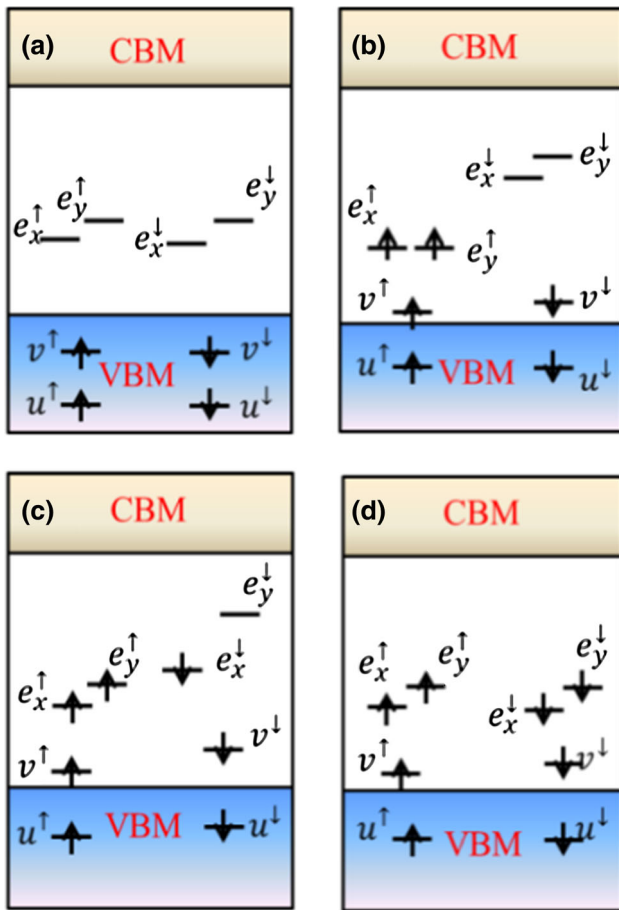 (a) CBM
e_x^↑ e_y^↑ e_x^↓ e_y^↓
v^↑ VBM v^↓
u^↑ u^↓
(b) CBM
e_x^↓ e_y^↓
e_x^↑ e_y^↑
v^↑ v^↓
u^↑ VBM u^↓
(c) CBM
e_y^↓
e_x^↑ e_y^↑ e_x^↓
v^↑ v^↓
u^↑ VBM u^↓
(d) CBM
e_x^↑ e_y^↑ e_x^↓ e_y^↓
v^↑ v^↓
u^↑ VBM u^↓